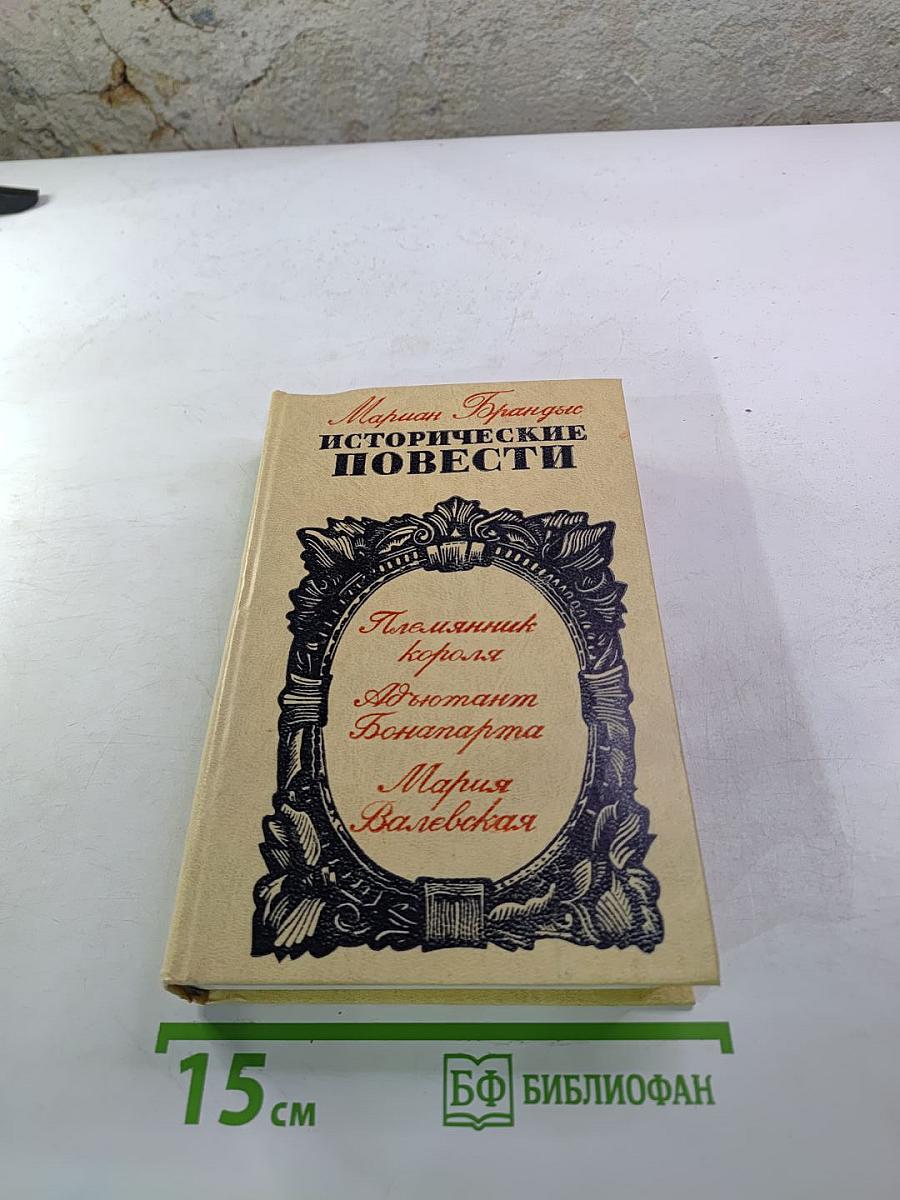 Мариан Брандыс
ИСТОРИЧЕСКИЕ
ПОВЕСТИ
Племянник
короля
Адъютант
Бонапарта
Мария
Валевская
15 см
БФ БИБЛИОФАН